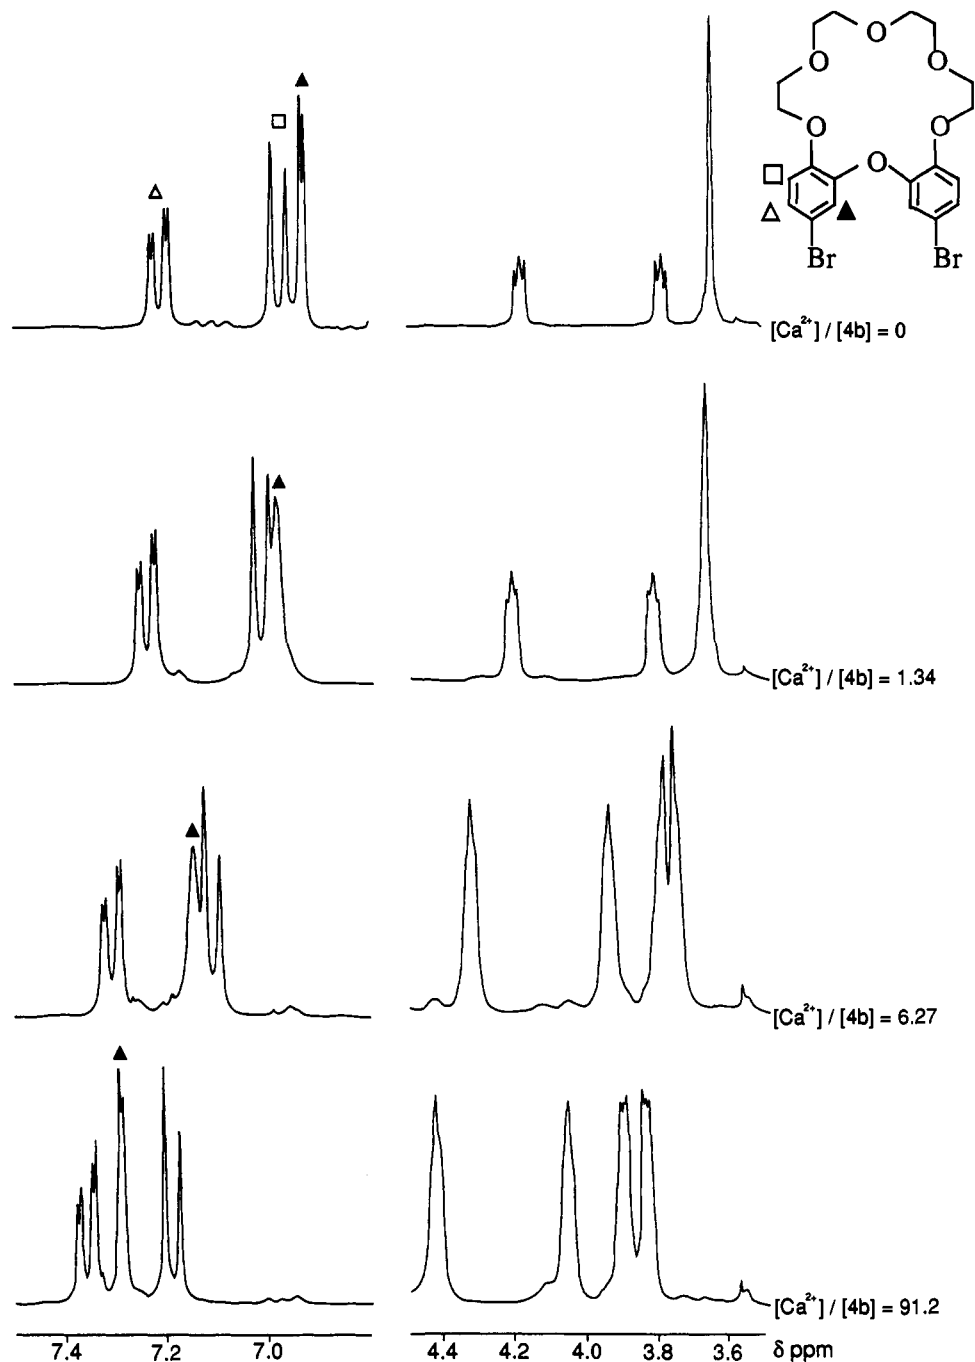 O
O O
O O
O
Br Br
[Ca²⁺] / [4b] = 0
[Ca²⁺] / [4b] = 1.34
[Ca²⁺] / [4b] = 6.27
[Ca²⁺] / [4b] = 91.2
7.4 7.2 7.0 4.4 4.2 4.0 3.8 3.6 δ ppm